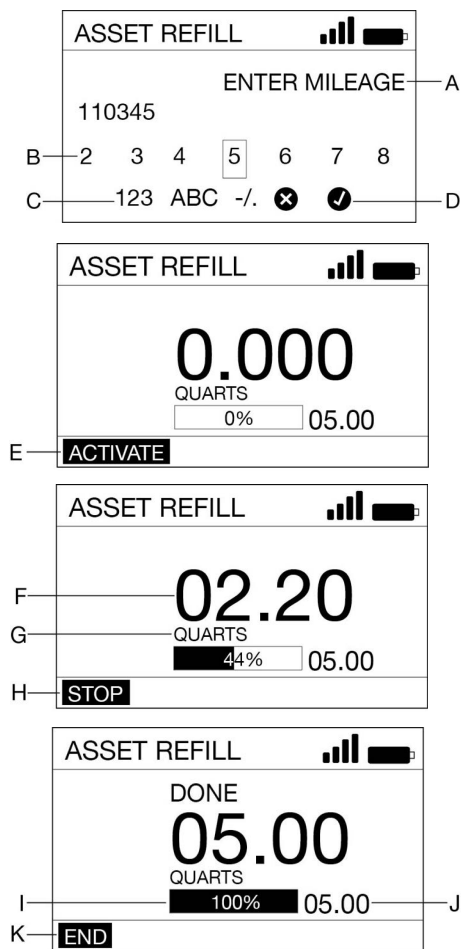 ASSET REFILL
ENTER MILEAGE A
110345
B 2 3 4 5 6 7 8
C 123 ABC -/. D
ASSET REFILL
0.000
QUARTS
0% 05.00
E ACTIVATE
ASSET REFILL
F 02.20
G QUARTS
44% 05.00
H STOP
ASSET REFILL
DONE
05.00
QUARTS
I 100% 05.00 J
K END